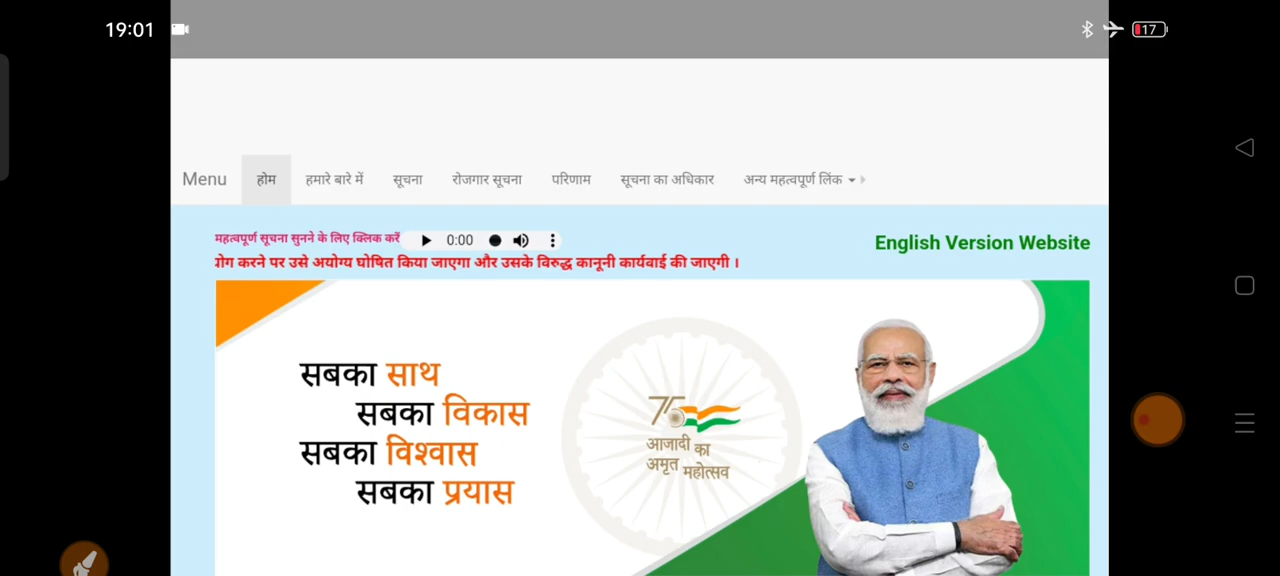 19:01
17
Menu होम हमारे बारे में सूचना रोजगार सूचना परिणाम सूचना का अधिकार अन्य महत्वपूर्ण लिंक
महत्वपूर्ण सूचना सुनने के लिए क्लिक करें 0:00
English Version Website
करने पर उसे अयोग्य घोषित किया जाएगा और उसके विरुद्ध कानूनी कार्यवाई की जाएगी ।
सबका साथ
सबका विकास
सबका विश्वास
सबका प्रयास
75
आजादी का
अमृत महोत्सव